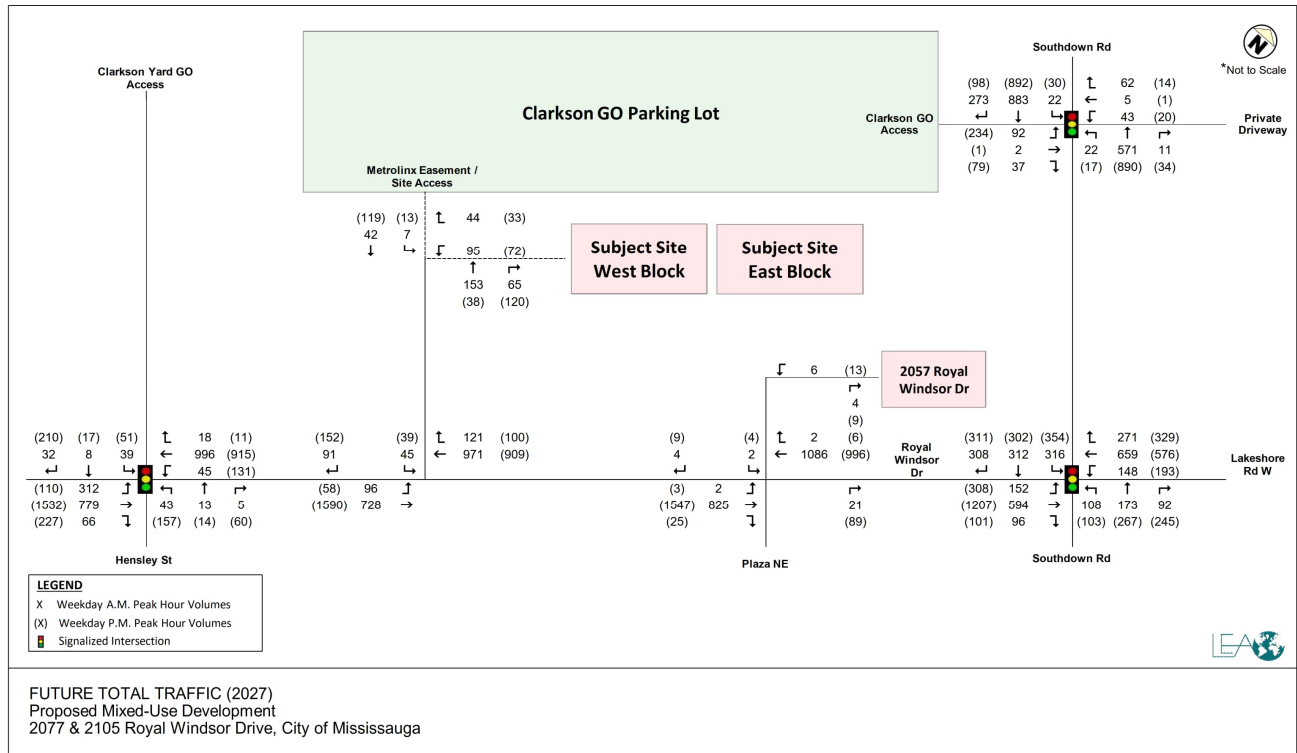 Clarkson Yard GO
Access
Clarkson GO Parking Lot
Southdown Rd
N
*Not to Scale
(98) (892) (30) 62 (14)
273 883 22 5 (1)
43 (20)
Clarkson GO
Access
Private
Driveway
(234) 92
(1) 2 22 571 11
(79) 37 (17) (890) (34)
Metrolinx Easement /
Site Access
(119) (13) 44 (33)
42 7
95 (72)
153 65
(38) (120)
Subject Site
West Block
Subject Site
East Block
6 (13)
4
(9)
2057 Royal
Windsor Dr
(210) (17) (51) 18 (11)
32 8 39 996 (915)
45 (131)
(110) 312
(1532) 779 43 13 5
(227) 66 (157) (14) (60)
Hensley St
(152) (39) 121 (100)
91 45 971 (909)
(58) 96
(1590) 728
(9) (4) 2 (6)
4 2 1086 (996)
(3) 2
(1547) 825 21
(25) (89)
Plaza NE
Royal
Windsor
Dr
(311) (302) (354) 271 (329)
308 312 316 659 (576)
148 (193)
Lakeshore
Rd W
(308) 152
(1207) 594 108 173 92
(101) 96 (103) (267) (245)
Southdown Rd
LEGEND
X Weekday A.M. Peak Hour Volumes
(X) Weekday P.M. Peak Hour Volumes
Signalized Intersection
LEA
FUTURE TOTAL TRAFFIC (2027)
Proposed Mixed-Use Development
2077 & 2105 Royal Windsor Drive, City of Mississauga